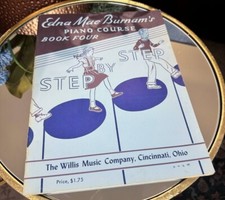 Edna Mae Burnam's
PIANO COURSE
BOOK FOUR
STEP
BY
STEP
The Willis Music Company, Cincinnati, Ohio
Price, $1.75